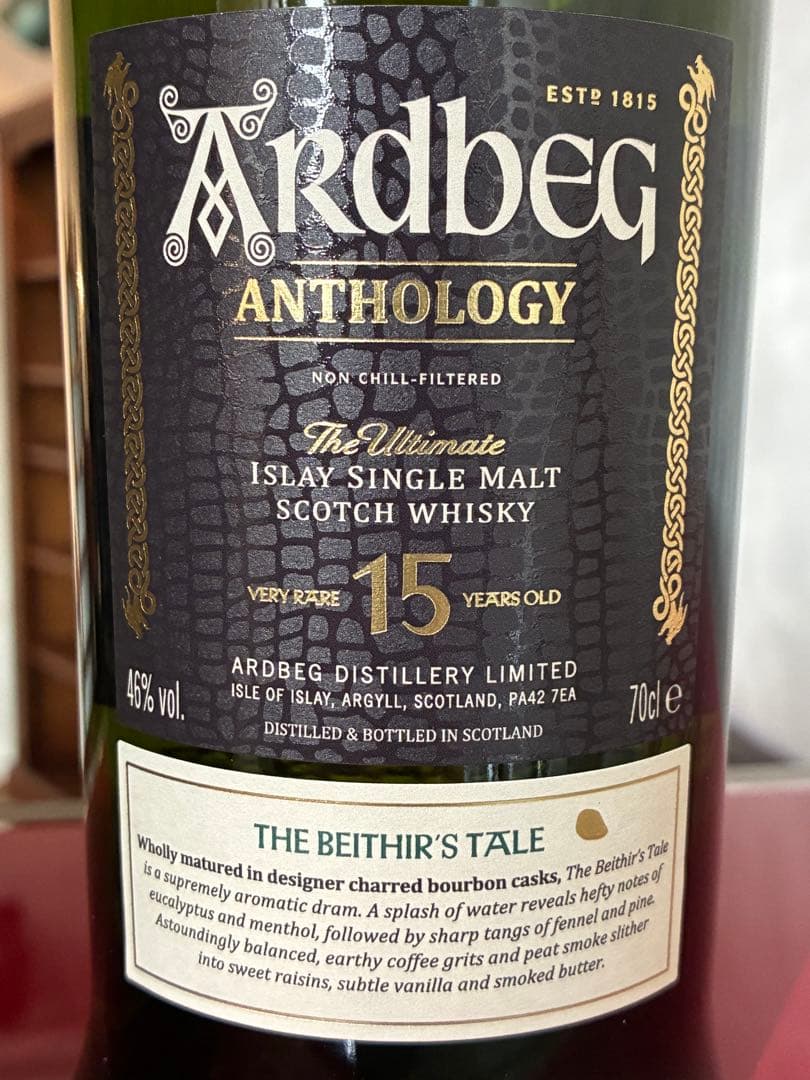 ESTD 1815
ARDBEG
ANTHOLOGY
NON CHILL-FILTERED
The Ultimate
ISLAY SINGLE MALT
SCOTCH WHISKY
VERY RARE 15 YEARS OLD
ARDBEG DISTILLERY LIMITED
ISLE OF ISLAY, ARGYLL, SCOTLAND, PA42 7EA
46% vol.
70cl e
DISTILLED & BOTTLED IN SCOTLAND
THE BEITHIR'S TALE
Wholly matured in designer charred bourbon casks, The Beithir's Tale
is a supremely aromatic dram. A splash of water reveals hefty notes of
eucalyptus and menthol, followed by sharp tangs of fennel and pine.
Astoundingly balanced, earthy coffee grits and peat smoke slither
into sweet raisins, subtle vanilla and smoked butter.